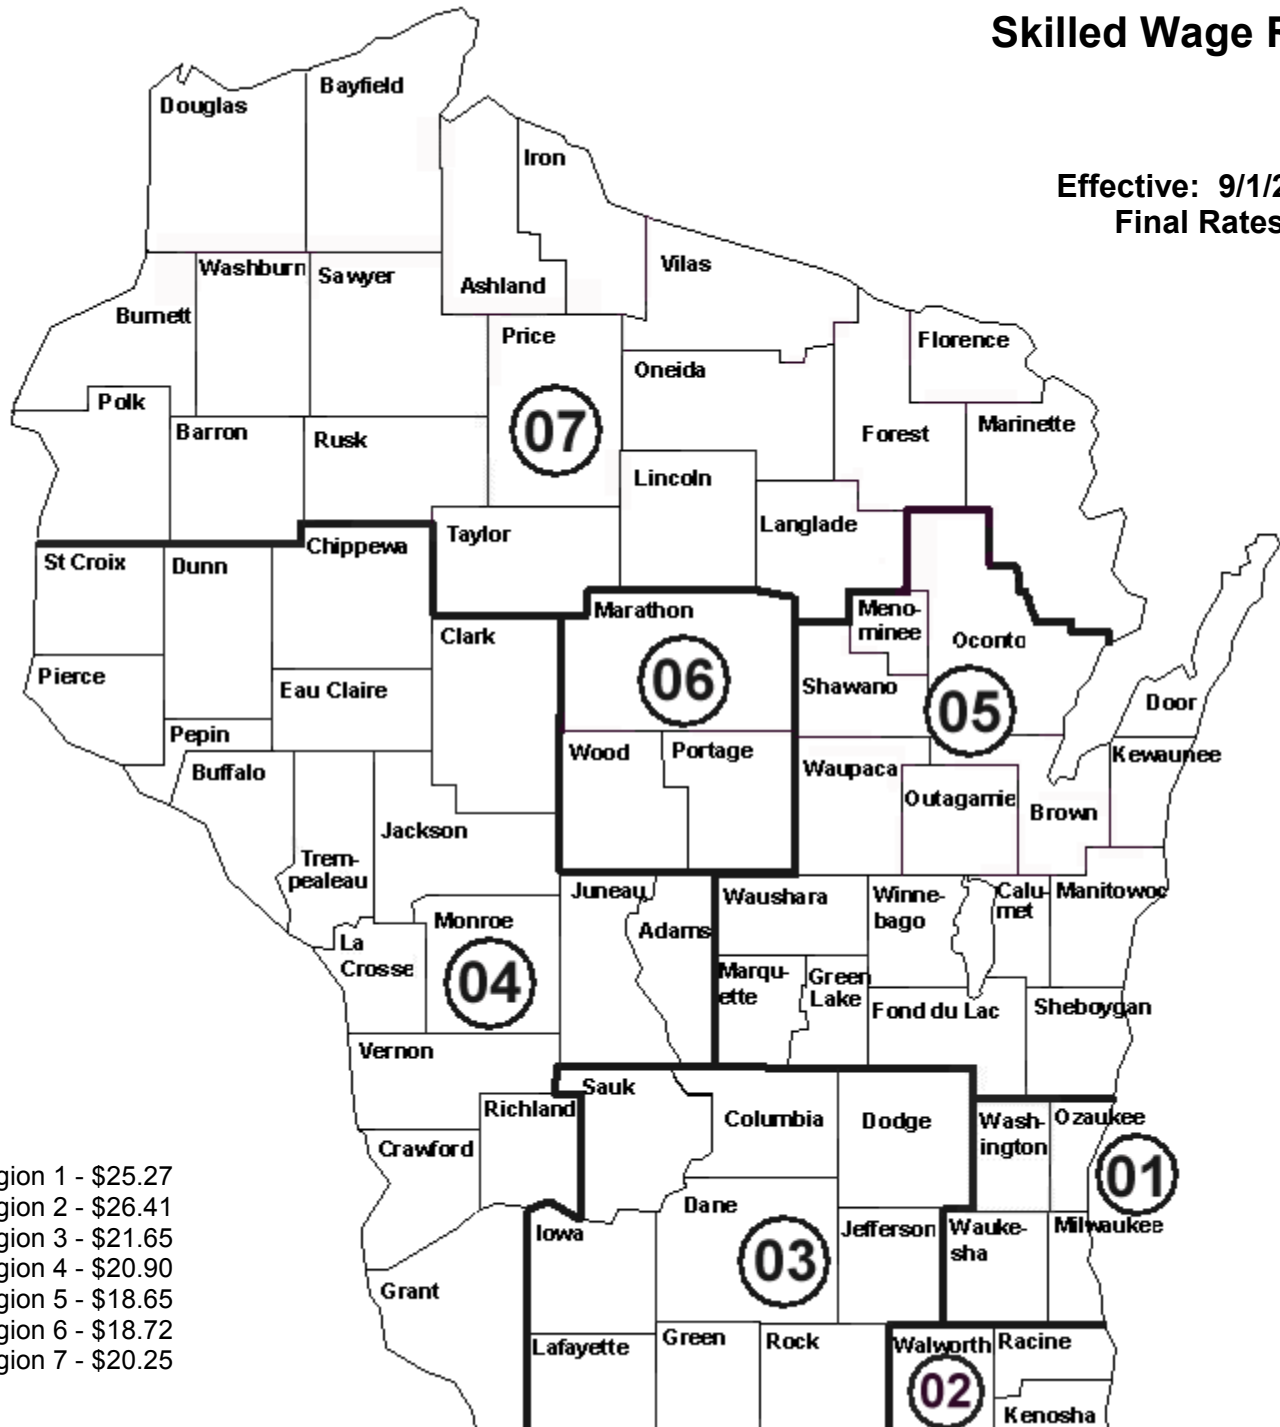 Skilled Wage R
Effective: 9/1/2
Final Rates
Douglas
Bayfield
Iron
Vilas
Washburn
Sawyer
Ashland
Burnett
Price
Florence
Oneida
Polk
Barron
Rusk
07
Forest
Marinette
Lincoln
Langlade
Taylor
Chippewa
St Croix
Dunn
Marathon
Meno-
minee
Clark
Oconto
Pierce
Eau Claire
06
Shawano
05
Door
Pepin
Wood
Portage
Waupaca
Kewaunee
Buffalo
Outagamie
Brown
Jackson
Trem-
pealeau
Juneau
Waushara
Winne-
bago
Calu-
met
Manitowoc
Monroe
Adams
La
Crosse
04
Marqu-
ette
Green
Lake
Fond du Lac
Sheboygan
Vernon
Sauk
Richland
Columbia
Dodge
Wash-
ington
Ozaukee
Crawford
01
Dane
Iowa
Jefferson
Wauke-
sha
Milwaukee
03
Grant
Lafayette
Green
Rock
Walworth
Racine
02
Kenosha
gion 1 - $25.27
gion 2 - $26.41
gion 3 - $21.65
gion 4 - $20.90
gion 5 - $18.65
gion 6 - $18.72
gion 7 - $20.25